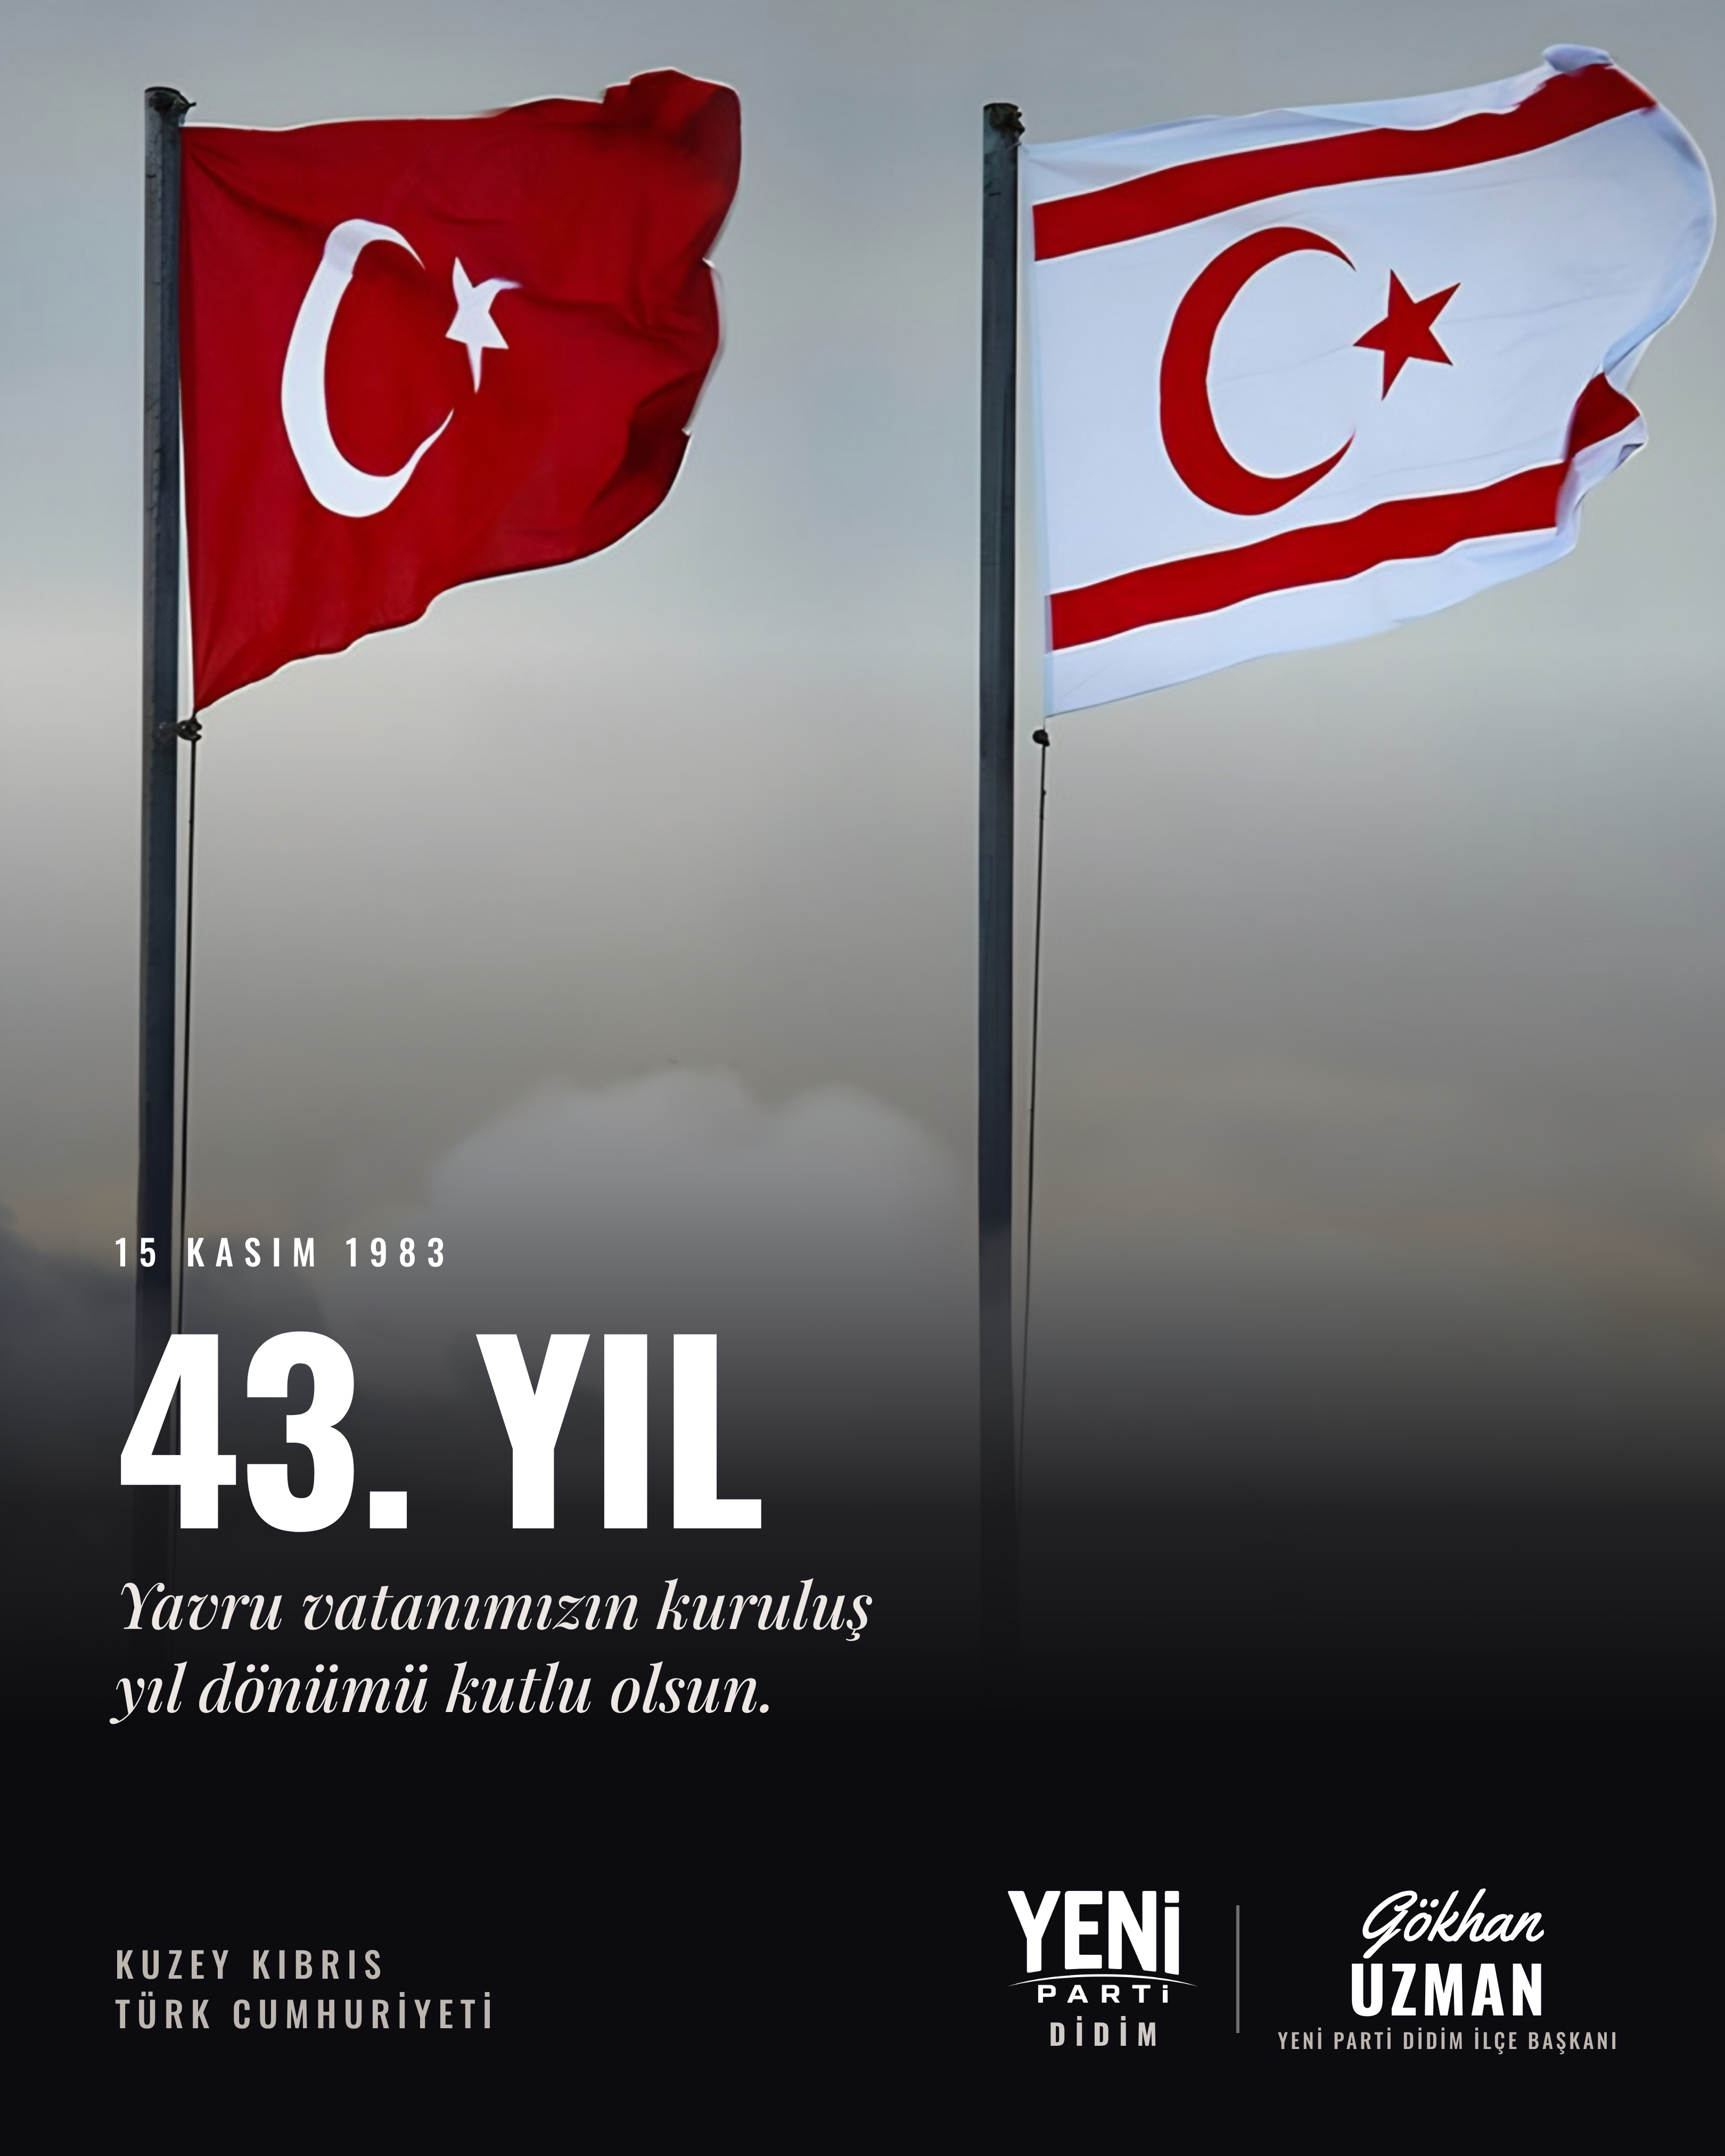 15 KASIM 1983
43. YIL
Yavru vatanımızın kuruluş
yıl dönümü kutlu olsun.
KUZEY KIBRIS
TÜRK CUMHURİYETİ
YENİ
PARTİ
DİDİM
Gökhan
UZMAN
YENİ PARTİ DİDİM İLÇE BAŞKANI